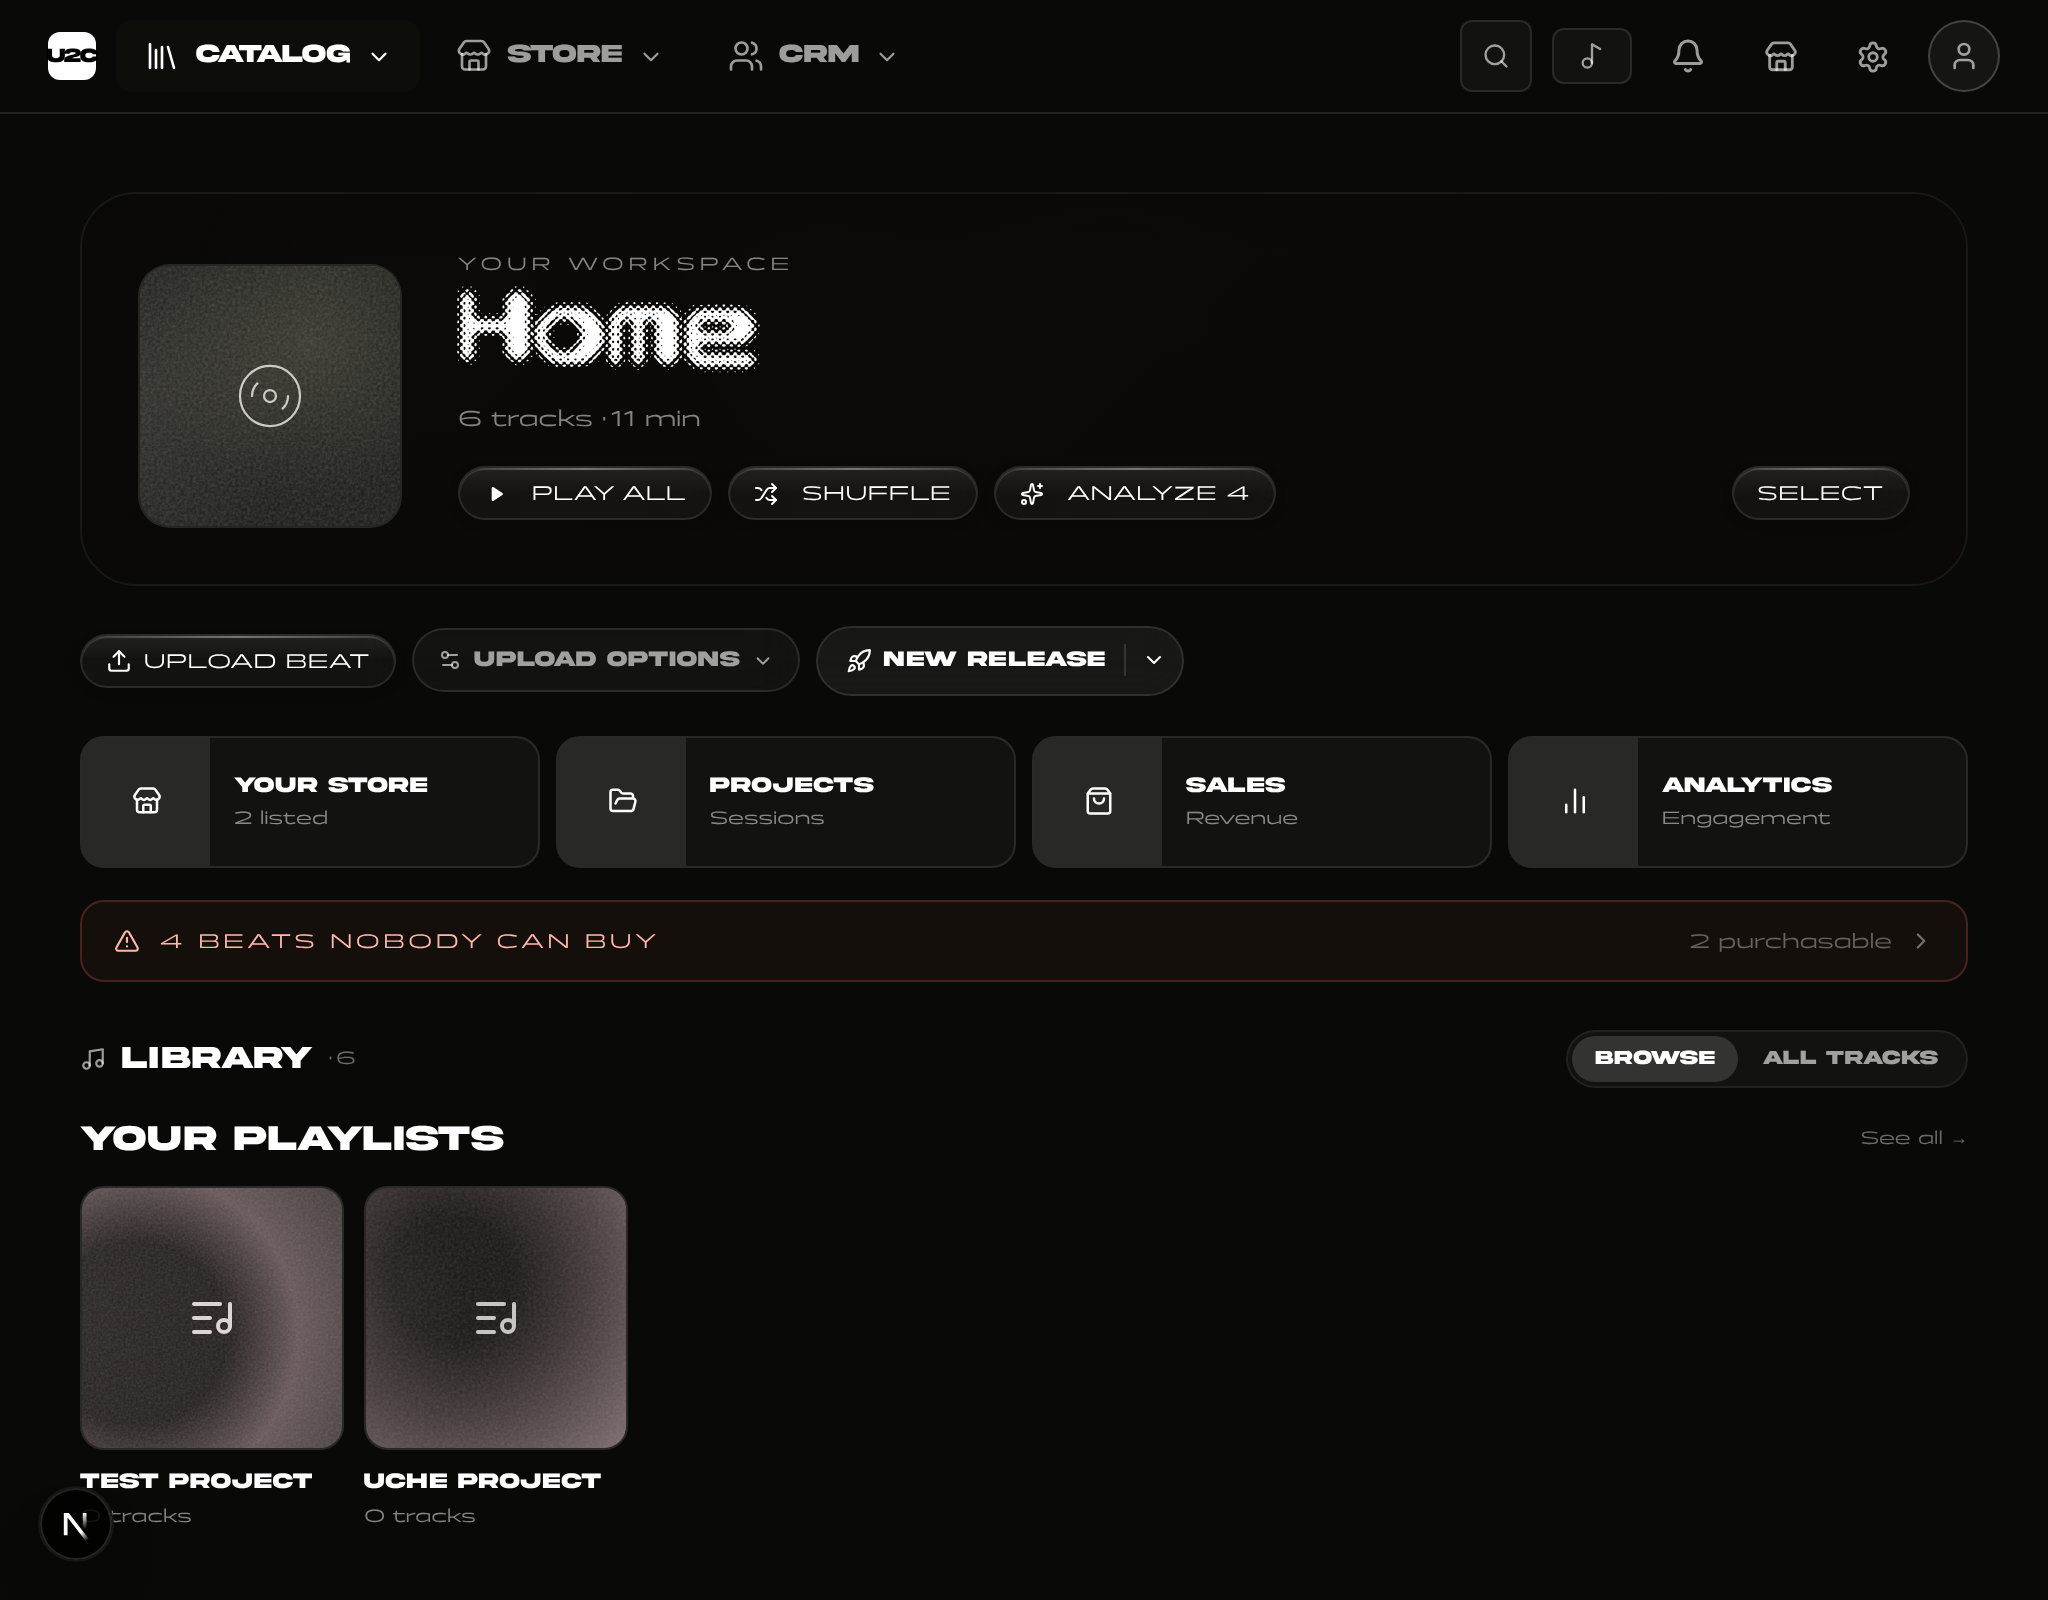 U2C CATALOG STORE CRM
YOUR WORKSPACE
Home
6 tracks · 11 min
PLAY ALL SHUFFLE ANALYZE 4 SELECT
UPLOAD BEAT UPLOAD OPTIONS NEW RELEASE
YOUR STORE PROJECTS SALES ANALYTICS
2 listed Sessions Revenue Engagement
4 BEATS NOBODY CAN BUY 2 purchasable
LIBRARY · 6 BROWSE ALL TRACKS
YOUR PLAYLISTS See all →
TEST PROJECT UCHE PROJECT
tracks 0 tracks
N